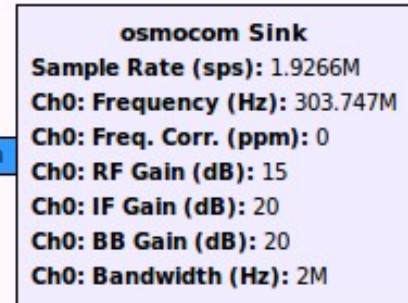 osmocom Sink
Sample Rate (sps): 1.9266M
Ch0: Frequency (Hz): 303.747M
Ch0: Freq. Corr. (ppm): 0
Ch0: RF Gain (dB): 15
Ch0: IF Gain (dB): 20
Ch0: BB Gain (dB): 20
Ch0: Bandwidth (Hz): 2M